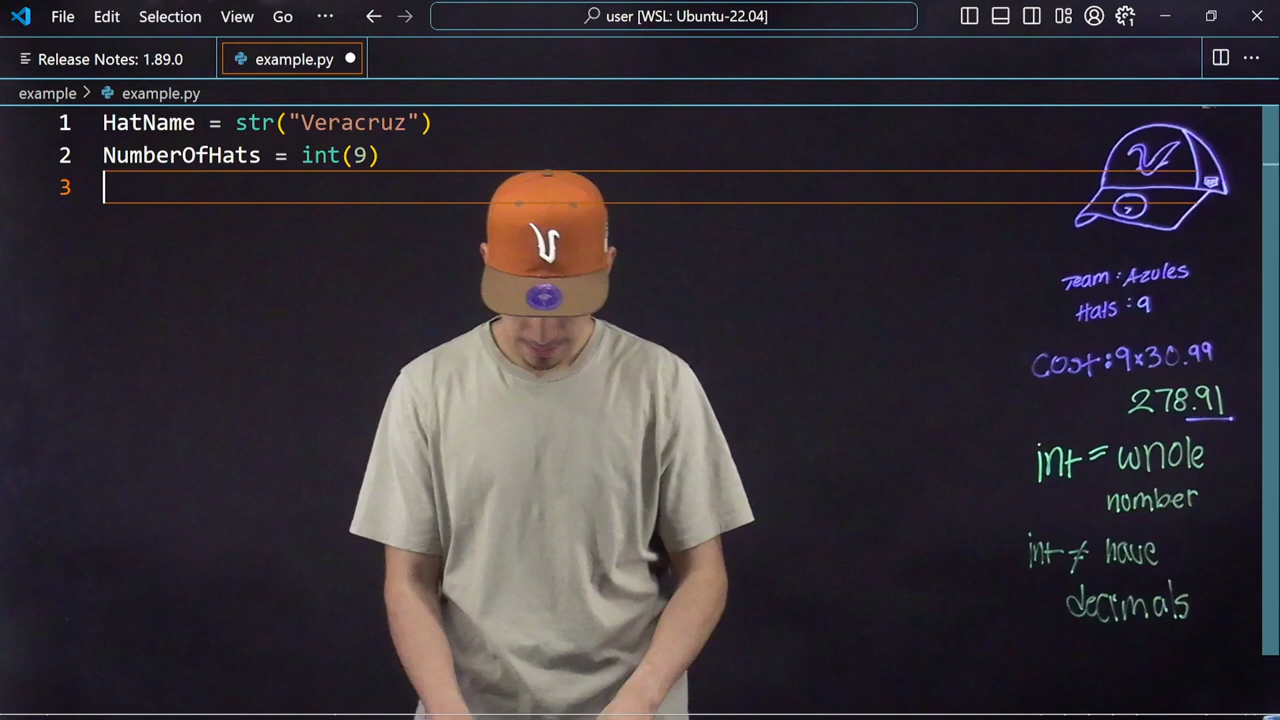 File Edit Selection View Go ··· user [WSL: Ubuntu-22.04]
Release Notes: 1.89.0 example.py
example > example.py
1 HatName = str("Veracruz")
2 NumberOfHats = int(9)
3
V
V
Team: Azules
Hats: 9
Cost: 9x30.99
278.91
int = whole
number
int ≠ have
decimals